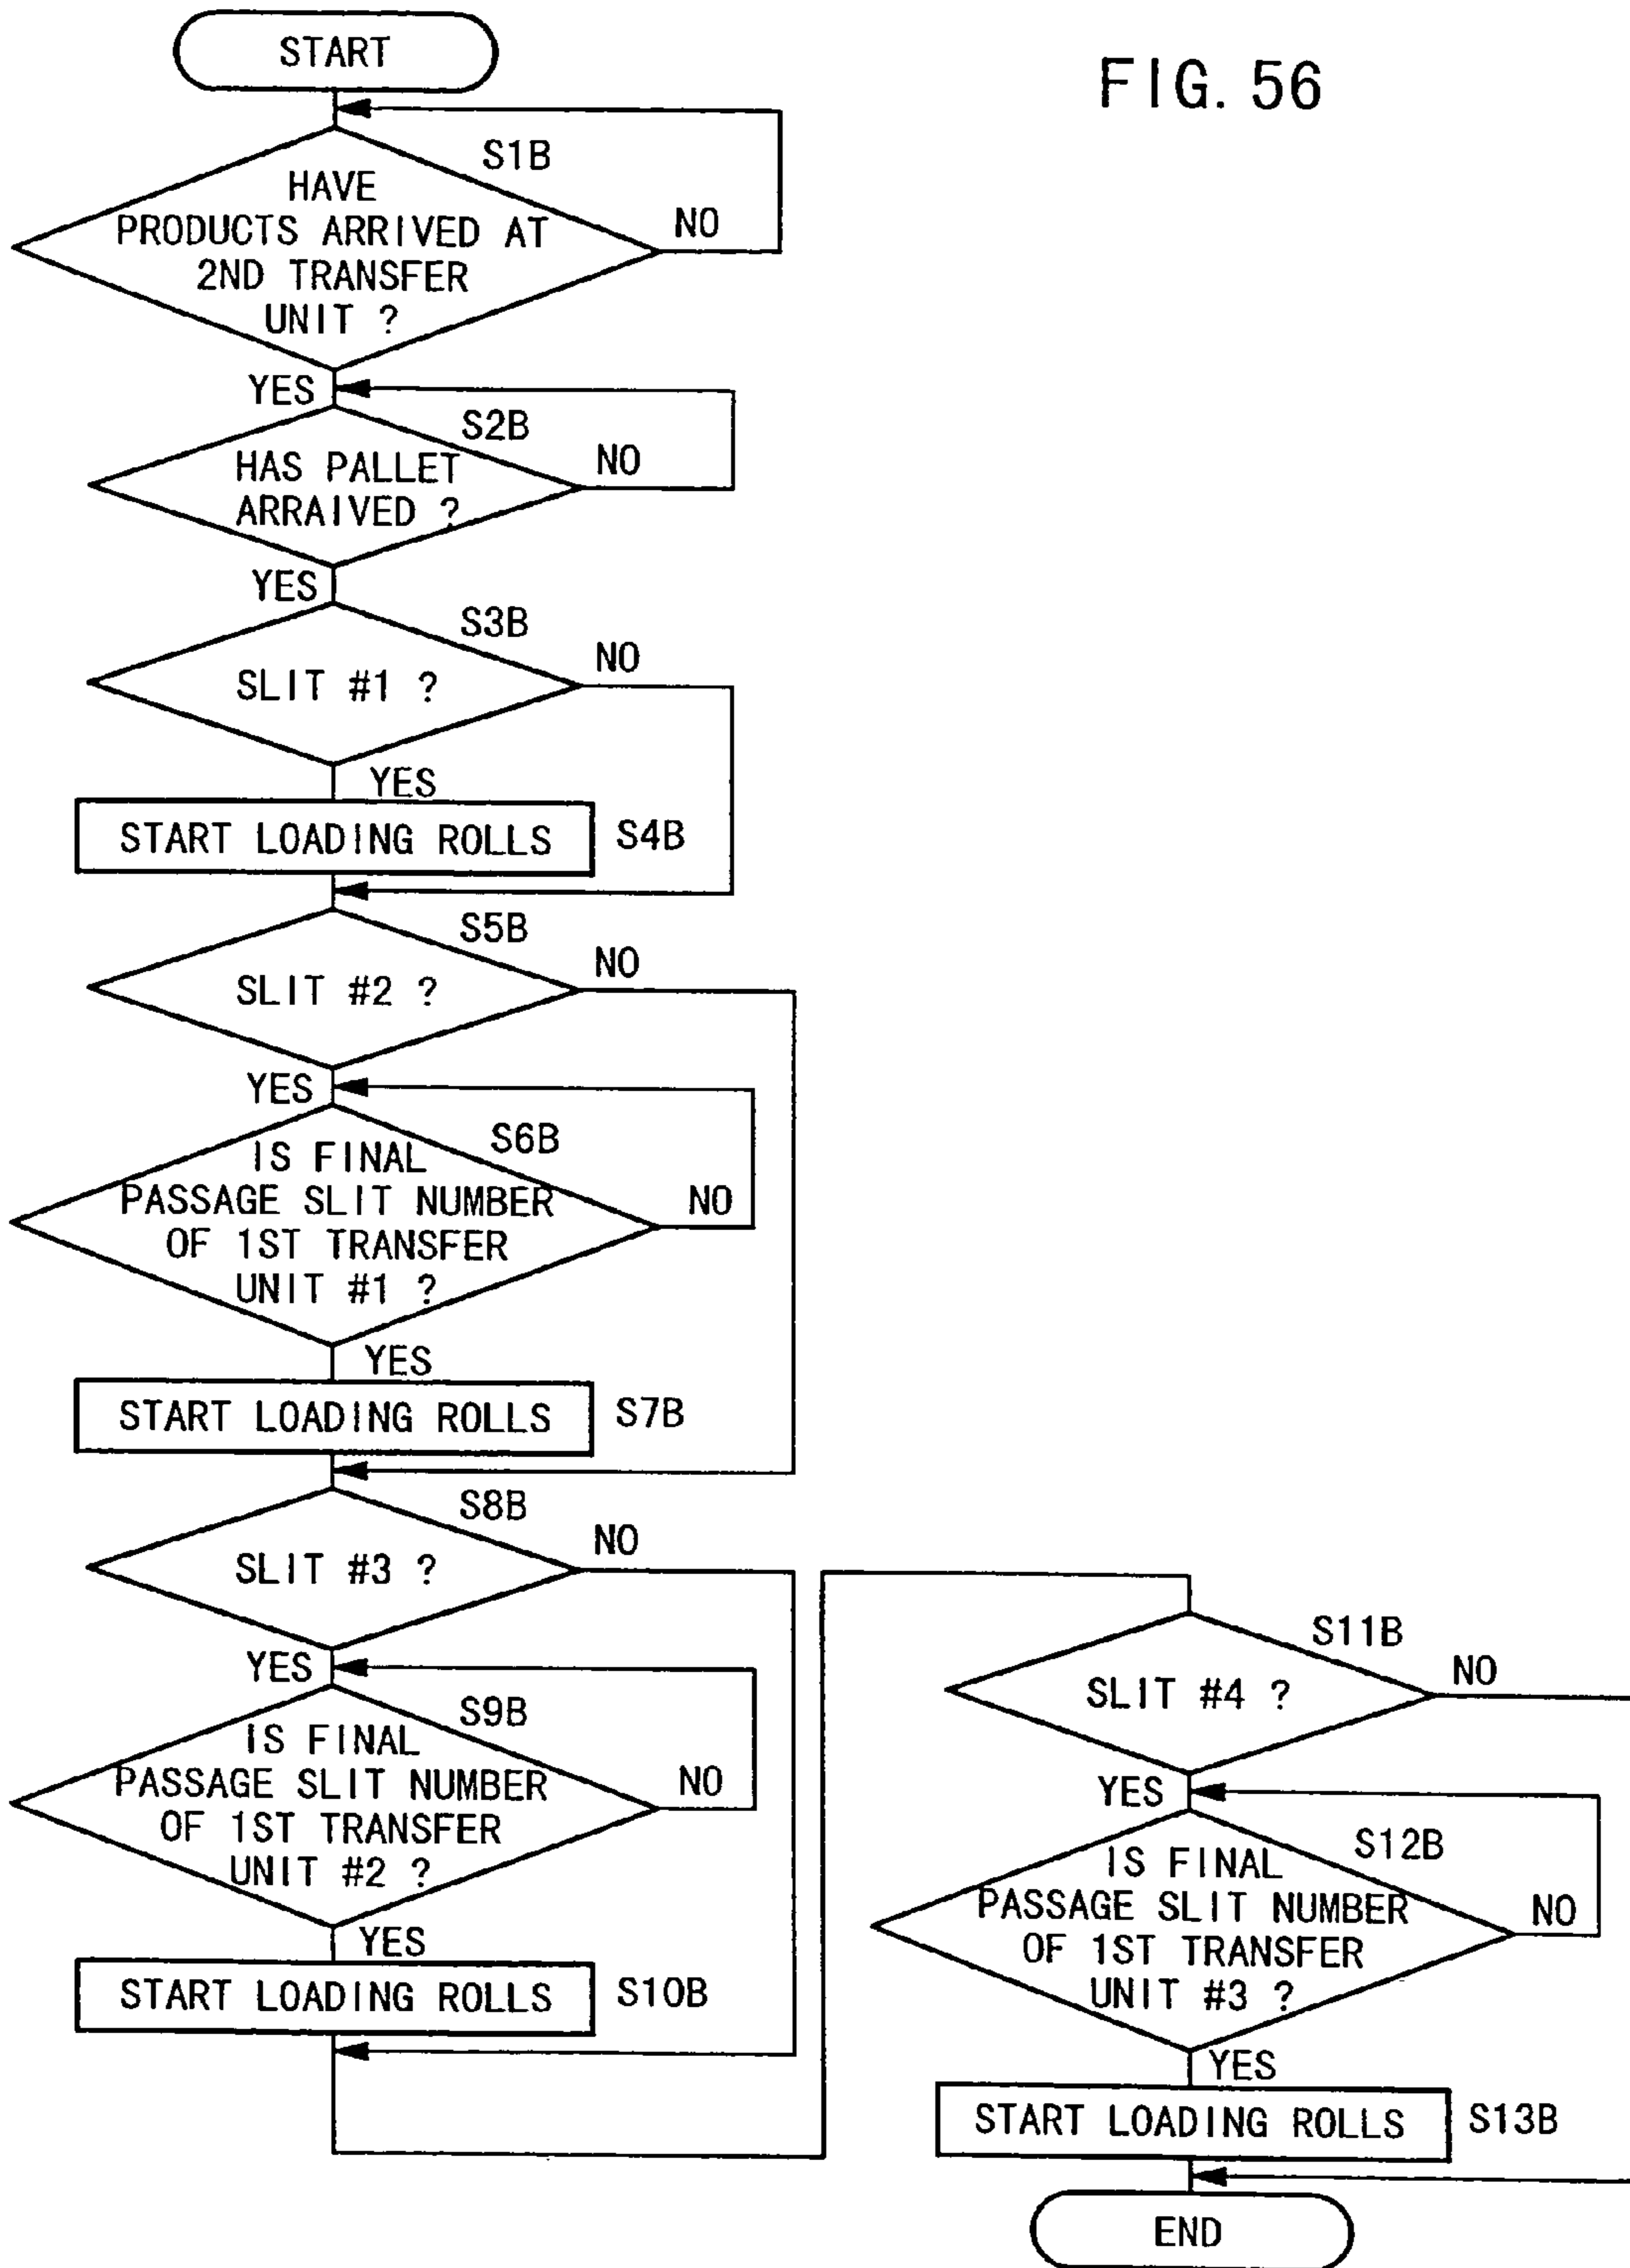 FIG. 56
START
S1B
HAVE
PRODUCTS ARRIVED AT
2ND TRANSFER
UNIT ?
NO
YES
S2B
HAS PALLET
ARRAIVED ?
NO
YES
S3B
SLIT #1 ?
NO
YES
START LOADING ROLLS
S4B
S5B
SLIT #2 ?
NO
YES
S6B
IS FINAL
PASSAGE SLIT NUMBER
OF 1ST TRANSFER
UNIT #1 ?
NO
YES
START LOADING ROLLS
S7B
S8B
SLIT #3 ?
NO
YES
S9B
IS FINAL
PASSAGE SLIT NUMBER
OF 1ST TRANSFER
UNIT #2 ?
NO
YES
START LOADING ROLLS
S10B
S11B
SLIT #4 ?
NO
YES
S12B
IS FINAL
PASSAGE SLIT NUMBER
OF 1ST TRANSFER
UNIT #3 ?
NO
YES
START LOADING ROLLS
S13B
END